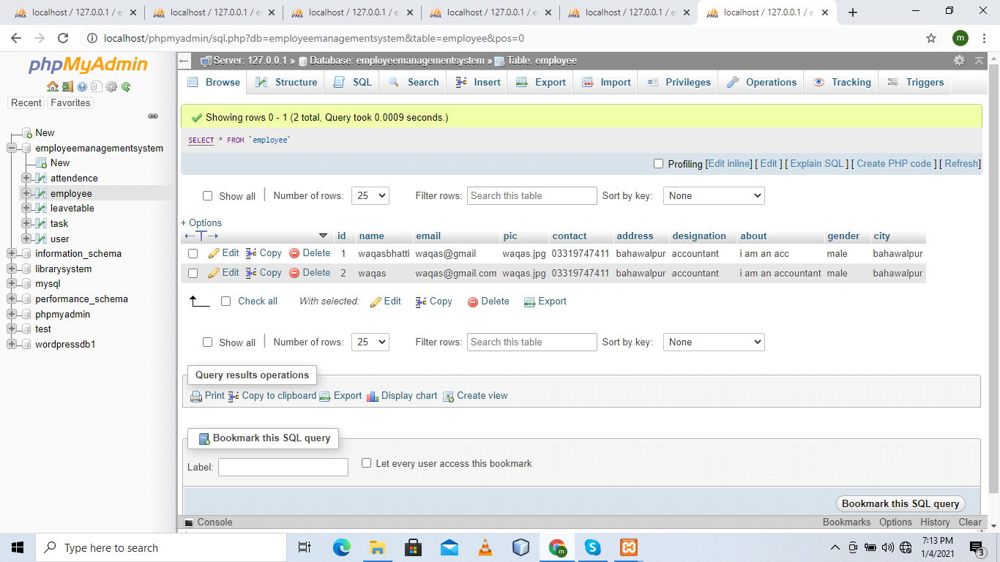 localhost / 127.0.0.1 / e localhost / 127.0.0.1 / e localhost / 127.0.0.1 / e localhost / 127.0.0.1 / e localhost / 127.0.0.1 / e localhost / 127.0.0.1 / e
localhost/phpmyadmin/sql.php?db=employeemanagementsystem&table=employee&pos=0 m
phpMyAdmin
Recent Favorites
New
employeemanagementsystem
New
attendence
employee
leavetable
task
user
information_schema
librarysystem
mysql
performance_schema
phpmyadmin
test
wordpressdb1
Server: 127.0.0.1 » Database: employeemanagementsystem » Table: employee
Browse Structure SQL Search Insert Export Import Privileges Operations Tracking Triggers
Showing rows 0 - 1 (2 total, Query took 0.0009 seconds.)
SELECT * FROM `employee`
Profiling [Edit inline] [ Edit ] [ Explain SQL ] [ Create PHP code ] [ Refresh]
Show all Number of rows: 25 Filter rows: Search this table Sort by key: None
+ Options
id name email pic contact address designation about gender city
Edit Copy Delete 1 waqasbhatti waqas@gmail waqas.jpg 03319747411 bahawalpur accountant i am an acc male bahawalpur
Edit Copy Delete 2 waqas waqas@gmail.com waqas.jpg 03319747411 bahawalpur accountant i am an accountant male bahawalpur
Check all With selected: Edit Copy Delete Export
Show all Number of rows: 25 Filter rows: Search this table Sort by key: None
Query results operations
Print Copy to clipboard Export Display chart Create view
Bookmark this SQL query
Label: Let every user access this bookmark
Bookmark this SQL query
Console Bookmarks Options History Clear
Type here to search
7:13 PM
1/4/2021
3